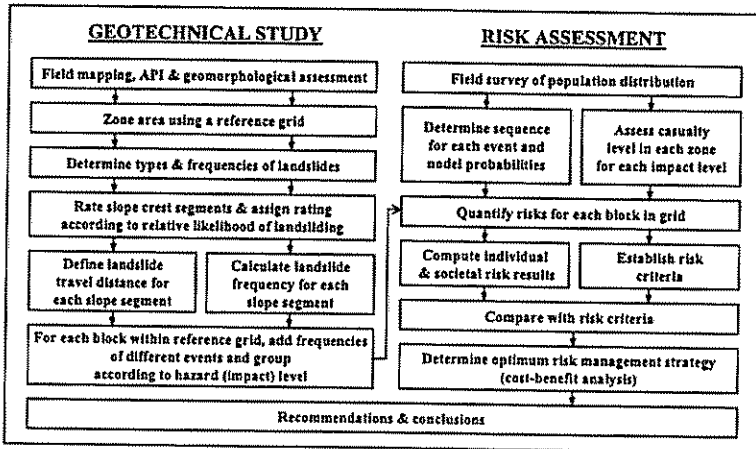 GEOTECHNICAL STUDY
Field mapping, API & geomorphological assessment
Zone area using a reference grid
Determine types & frequencies of landslides
Rate slope crest segments & assign rating
according to relative likelihood of landsliding
Define landslide
travel distance for
each slope segment
Calculate landslide
frequency for each
slope segment
For each block within reference grid, add frequencies
of different events and group
according to hazard (impact) level
RISK ASSESSMENT
Field survey of population distribution
Determine sequence
for each event and
nodel probabilities
Assess casualty
level in each zone
for each impact level
Quantify risks for each block in grid
Compute individual
& societal risk results
Establish risk
criteria
Compare with risk criteria
Determine optimum risk management strategy
(cost-benefit analysis)
Recommendations & conclusions